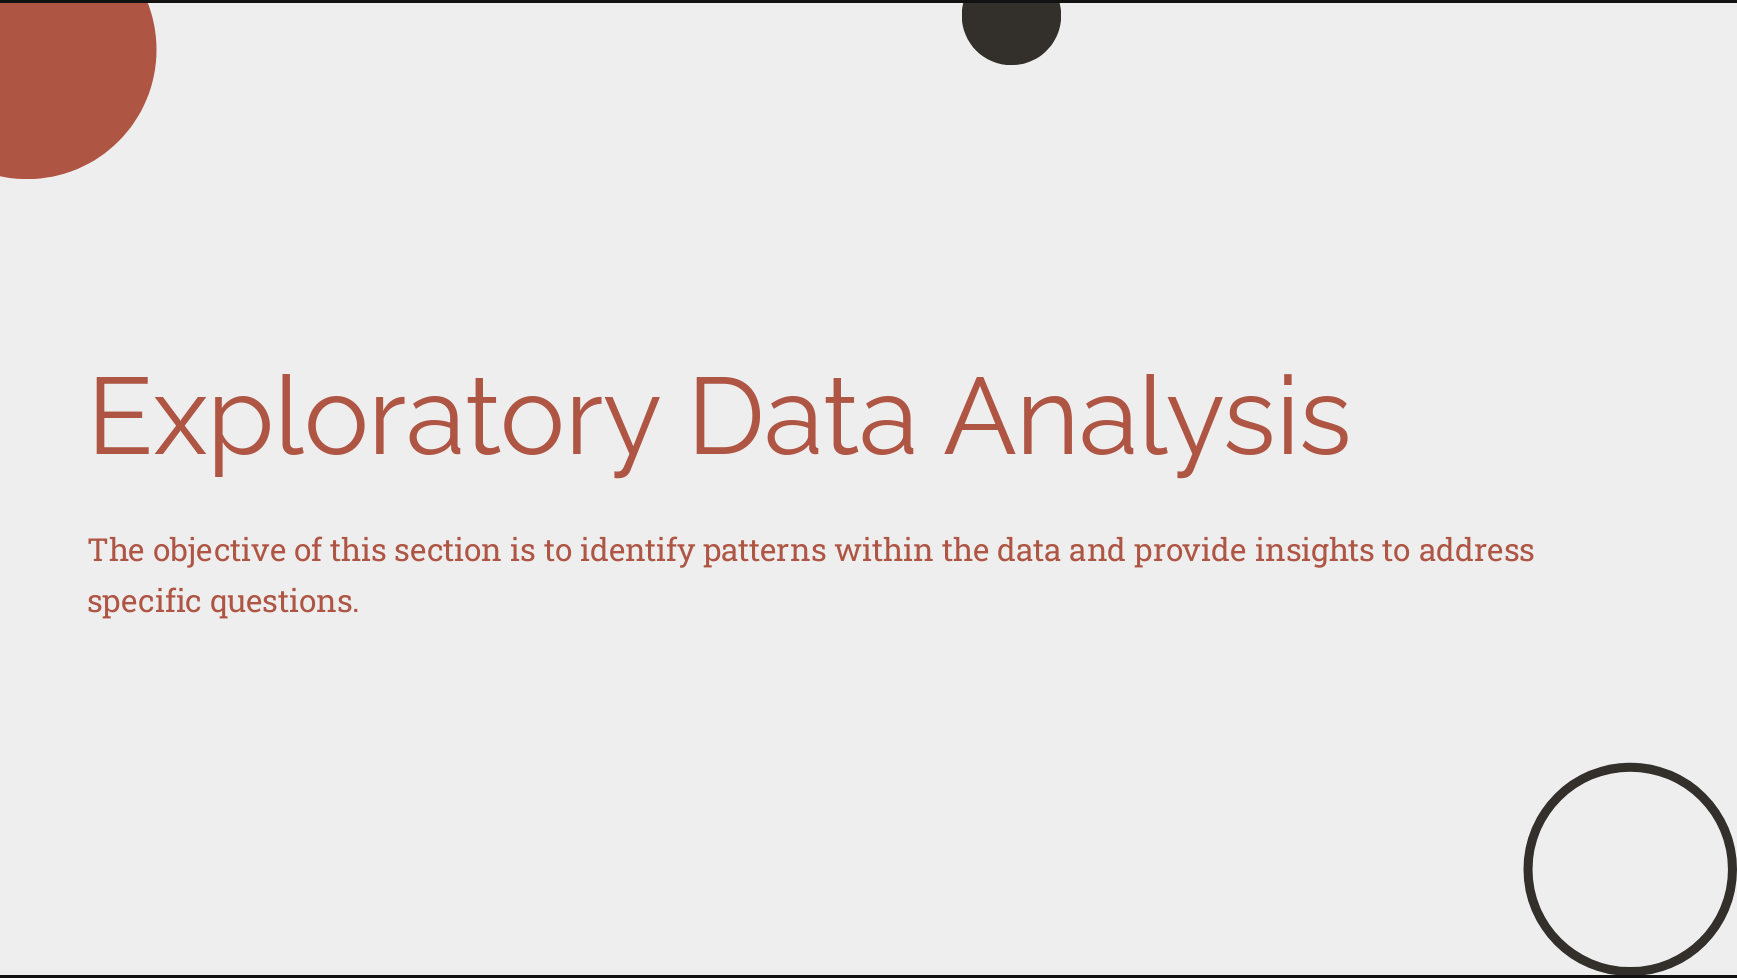 Exploratory Data Analysis
The objective of this section is to identify patterns within the data and provide insights to address
specific questions.